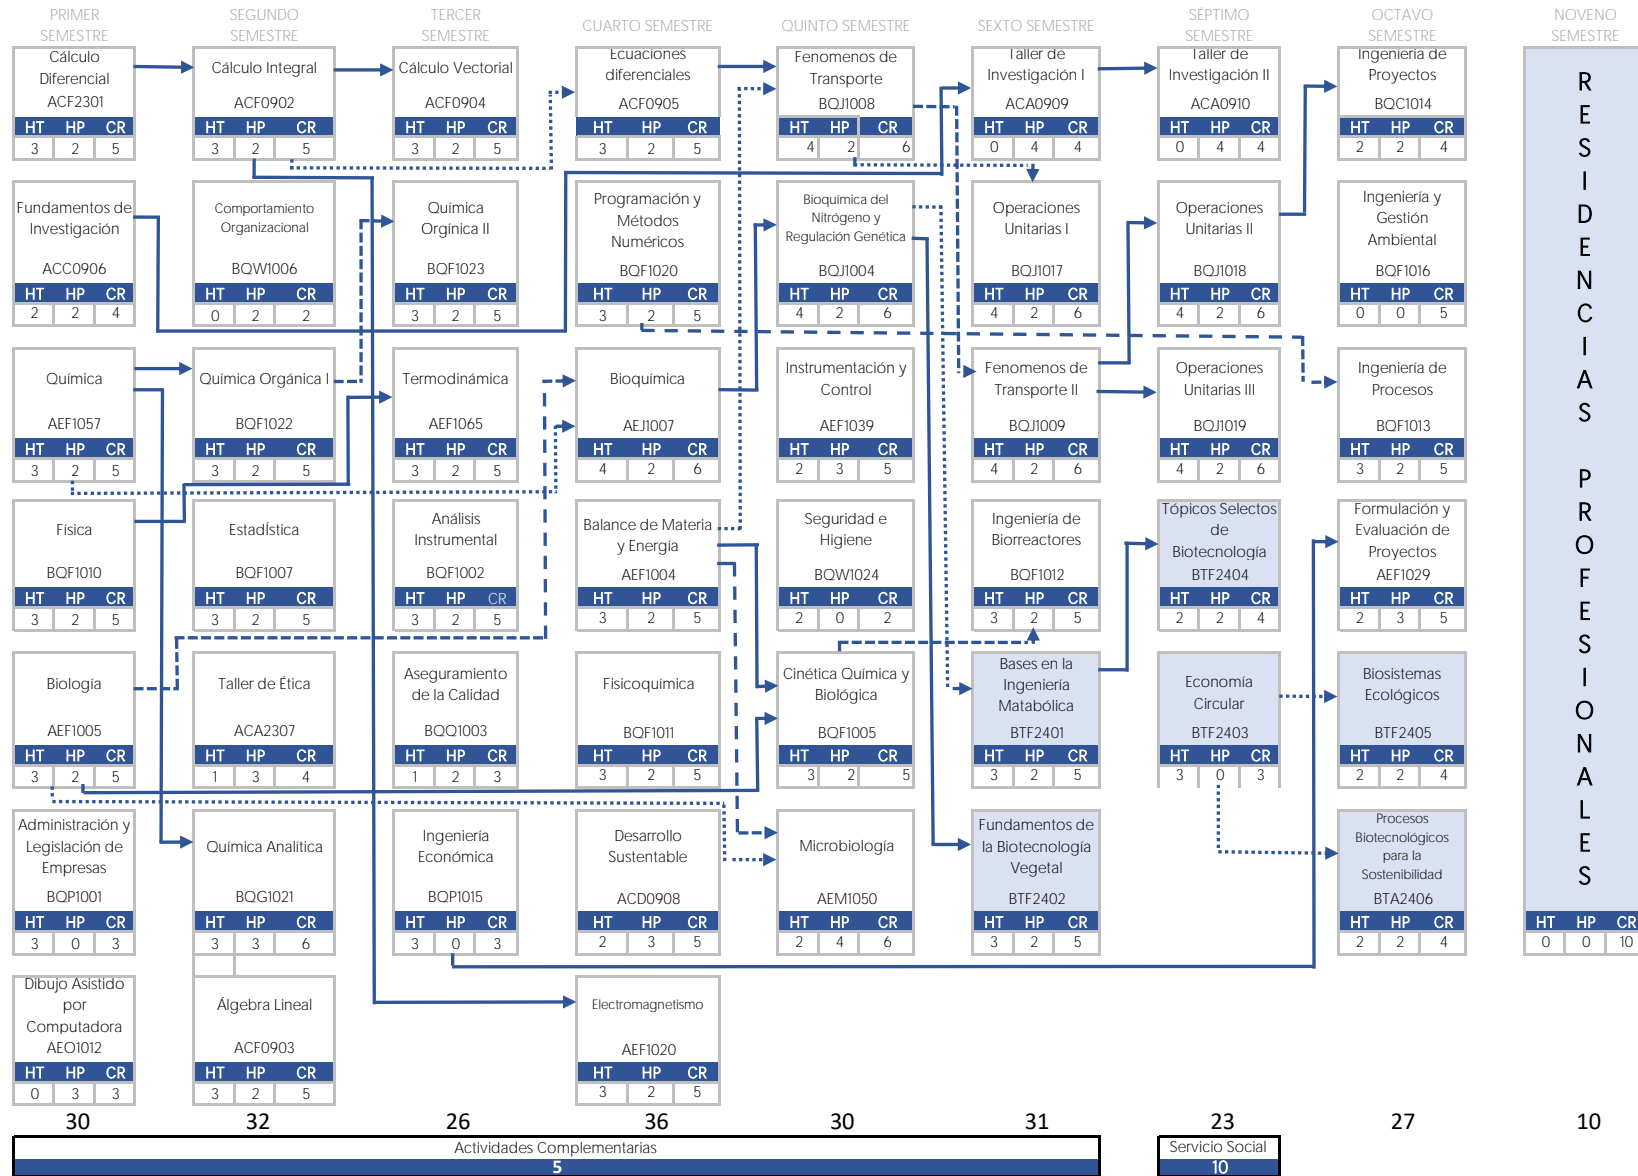 PRIMER
SEMESTRE
Cálculo
Diferencial
ACF2301
HT HP CR
3 2 5
Fundamentos de
Investigación
ACC0906
HT HP CR
2 2 4
Química
AEF1057
HT HP CR
3 2 5
Física
BQF1010
HT HP CR
3 2 5
Biología
AEF1005
HT HP CR
3 2 5
Administración y
Legislación de
Empresas
BQP1001
HT HP CR
3 0 3
Dibujo Asistido
por
Computadora
AEO1012
HT HP CR
0 3 3
30
SEGUNDO
SEMESTRE
Cálculo Integral
ACF0902
HT HP CR
3 2 5
Comportamiento
Organizacional
BQW1006
HT HP CR
0 2 2
Química Orgánica I
BQF1022
HT HP CR
3 2 5
EstadÍstica
BQF1007
HT HP CR
3 2 5
Taller de Ética
ACA2307
HT HP CR
1 3 4
Química Analítica
BQG1021
HT HP CR
3 3 6
Álgebra Lineal
ACF0903
HT HP CR
3 2 5
32
TERCER
SEMESTRE
Cálculo Vectorial
ACF0904
HT HP CR
3 2 5
Química
Orgínica II
BQF1023
HT HP CR
3 2 5
Termodinámica
AEF1065
HT HP CR
3 2 5
Análisis
Instrumental
BQF1002
HT HP CR
3 2 5
Aseguramiento
de la Calidad
BQQ1003
HT HP CR
1 2 3
Ingeniería
Económica
BQP1015
HT HP CR
3 0 3
26
CUARTO SEMESTRE
Ecuaciones
diferenciales
ACF0905
HT HP CR
3 2 5
Programación y
Métodos
Numéricos
BQF1020
HT HP CR
3 2 5
Bioquímica
AEJ1007
HT HP CR
4 2 6
Balance de Materia
y Energía
AEF1004
HT HP CR
3 2 5
Fisicoquímica
BQF1011
HT HP CR
3 2 5
Desarrollo
Sustentable
ACD0908
HT HP CR
2 3 5
Electromagnetismo
AEF1020
HT HP CR
3 2 5
36
QUINTO SEMESTRE
Fenomenos de
Transporte
BQJ1008
HT HP CR
4 2 6
Bioquímica del
Nitrógeno y
Regulación Genética
BQJ1004
HT HP CR
4 2 6
Instrumentación y
Control
AEF1039
HT HP CR
2 3 5
Seguridad e
Higiene
BQW1024
HT HP CR
2 0 2
Cinética Química y
Biológica
BQF1005
HT HP CR
3 2 5
Microbiología
AEM1050
HT HP CR
2 4 6
30
SEXTO SEMESTRE
Taller de
Investigación I
ACA0909
HT HP CR
0 4 4
Operaciones
Unitarias I
BQJ1017
HT HP CR
4 2 6
Fenomenos de
Transporte II
BQJ1009
HT HP CR
4 2 6
Ingeniería de
Biorreactores
BQF1012
HT HP CR
3 2 5
Bases en la
Ingeniería
Matabólica
BTF2401
HT HP CR
3 2 5
Fundamentos de
la Biotecnología
Vegetal
BTF2402
HT HP CR
3 2 5
31
SÉPTIMO
SEMESTRE
Taller de
Investigación II
ACA0910
HT HP CR
0 4 4
Operaciones
Unitarias II
BQJ1018
HT HP CR
4 2 6
Operaciones
Unitarias III
BQJ1019
HT HP CR
4 2 6
Tópicos Selectos
de
Biotecnología
BTF2404
HT HP CR
2 2 4
Economía
Circular
BTF2403
HT HP CR
3 0 3
23
OCTAVO
SEMESTRE
Ingeniería de
Proyectos
BQC1014
HT HP CR
2 2 4
Ingeniería y
Gestión
Ambiental
BQF1016
HT HP CR
0 0 5
Ingeniería de
Procesos
BQF1013
HT HP CR
3 2 5
Formulación y
Evaluación de
Proyectos
AEF1029
HT HP CR
2 3 5
Biosistemas
Ecológicos
BTF2405
HT HP CR
2 2 4
Procesos
Biotecnológicos
para la
Sostenibilidad
BTA2406
HT HP CR
2 2 4
27
NOVENO
SEMESTRE
RESIDENCIAS PROFESIONALES
HT HP CR
0 0 10
10
Actividades Complementarias
5
Servicio Social
10